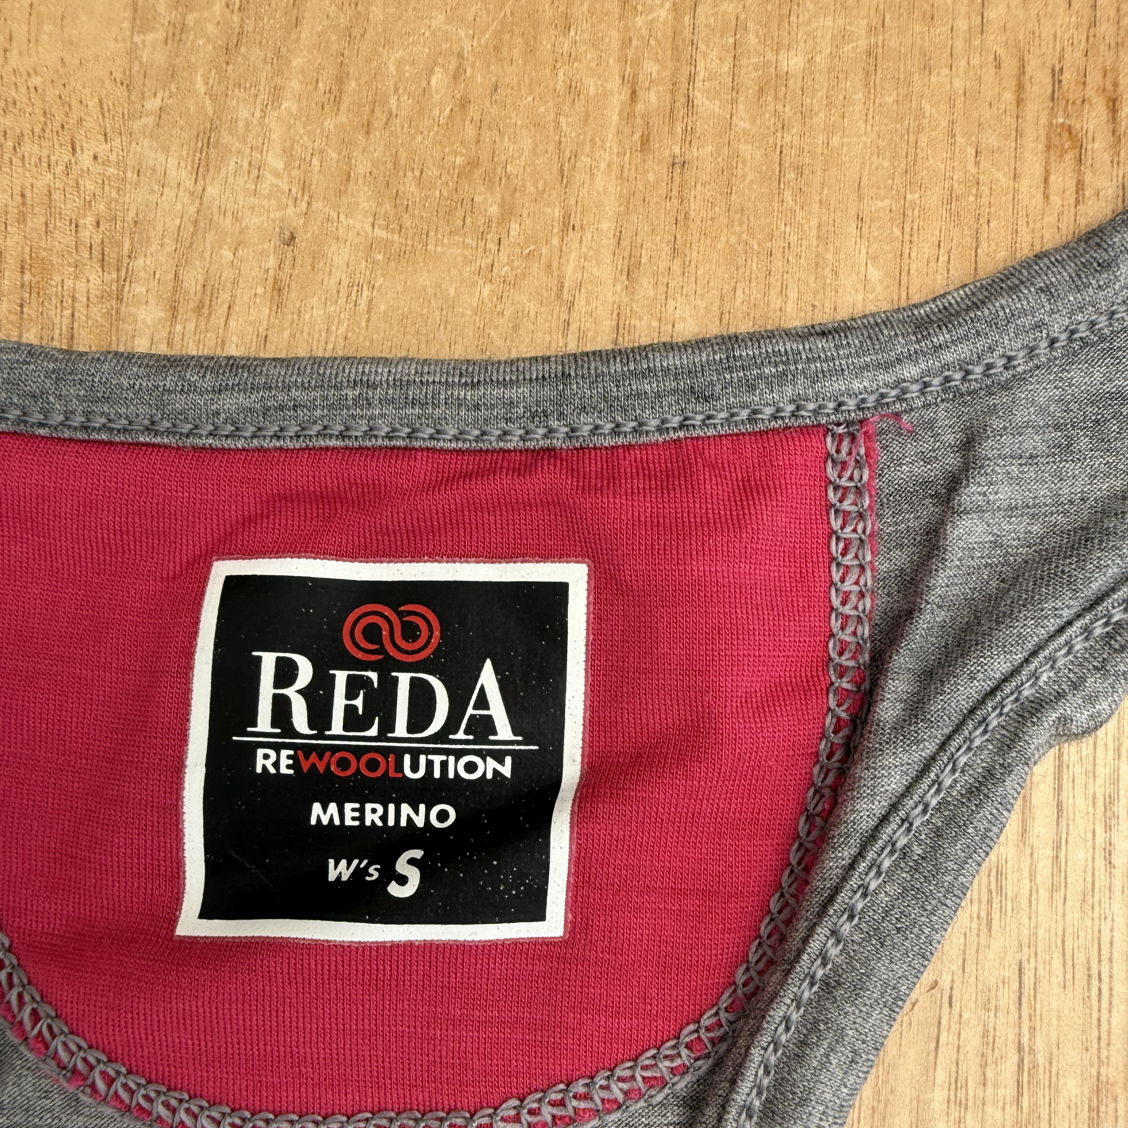 REDA
REWOOLUTION
MERINO
W's S